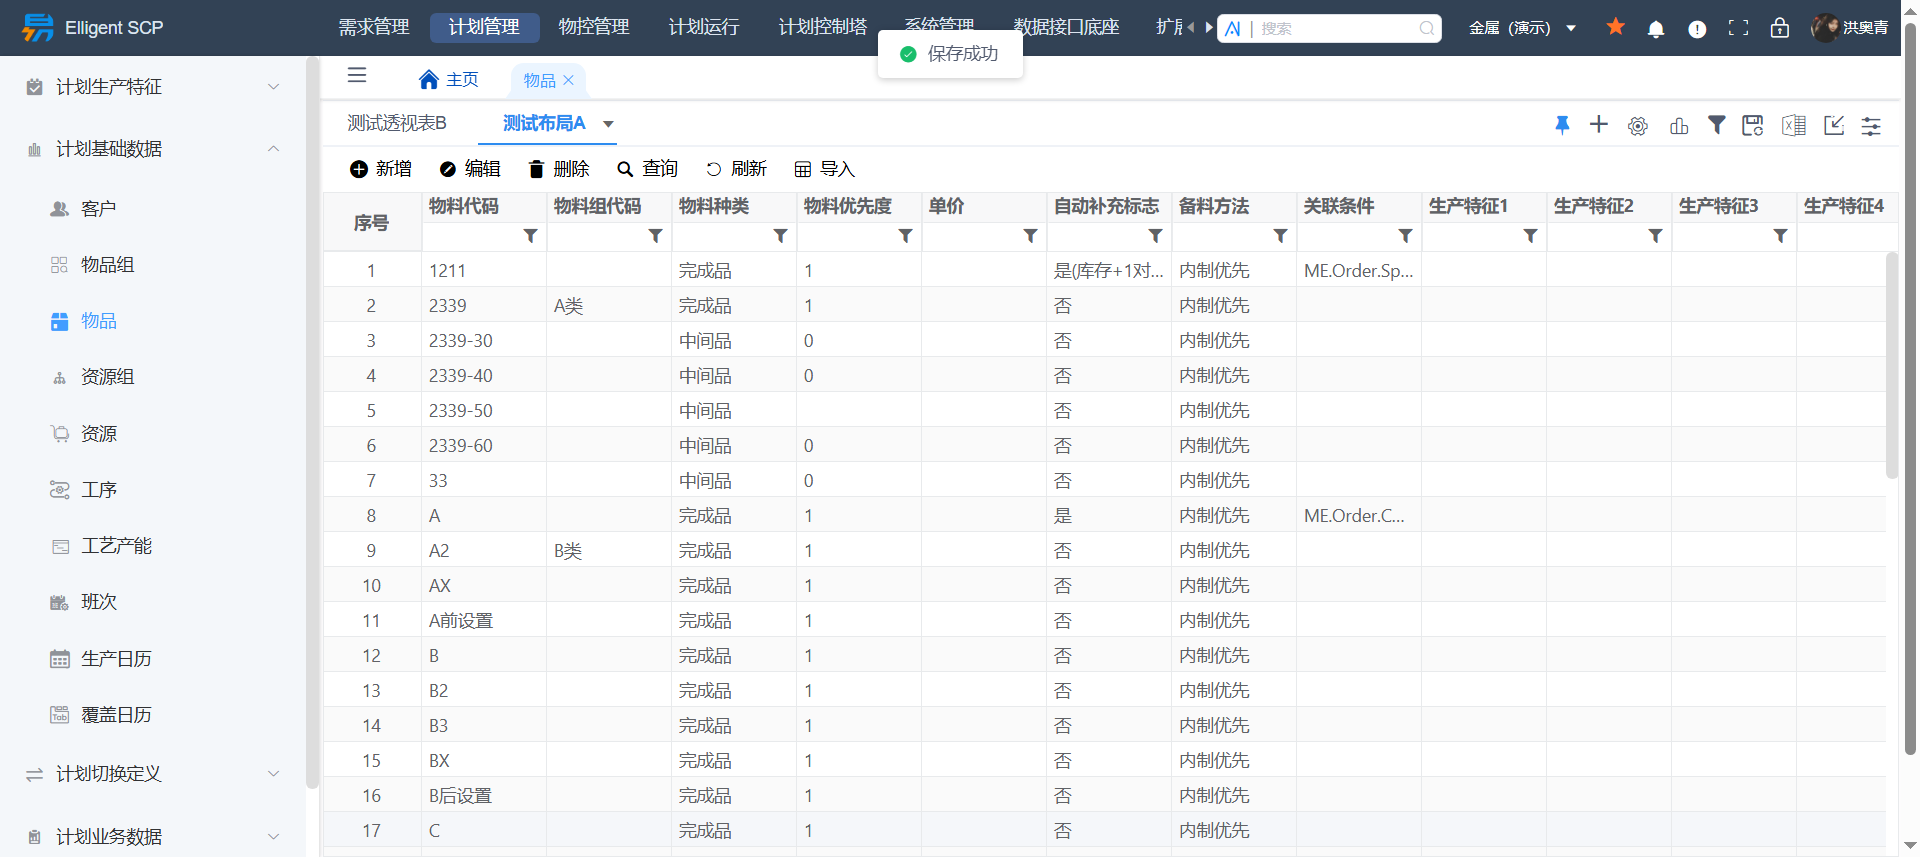 Elligent SCP 需求管理 计划管理 物控管理 计划运行 计划控制塔 系统管理 数据接口底座 AI | 搜索 金属（演示） 洪奥青
保存成功
主页 物品
测试透视表B 测试布局A
新增 编辑 删除 查询 刷新 导入
计划生产特征
计划基础数据
客户
物品组
物品
资源组
资源
工序
工艺产能
班次
生产日历
覆盖日历
计划切换定义
计划业务数据
序号 物料代码 物料组代码 物料种类 物料优先度 单价 自动补充标志 备料方法 关联条件 生产特征1 生产特征2 生产特征3 生产特征4
1 1211 完成品 1 是(库存+1对... 内制优先 ME.Order.Sp...
2 2339 A类 完成品 1 否 内制优先
3 2339-30 中间品 0 否 内制优先
4 2339-40 中间品 0 否 内制优先
5 2339-50 中间品 否 内制优先
6 2339-60 中间品 0 否 内制优先
7 33 中间品 0 否 内制优先
8 A 完成品 1 是 内制优先 ME.Order.C...
9 A2 B类 完成品 1 否 内制优先
10 AX 完成品 1 否 内制优先
11 A前设置 完成品 1 否 内制优先
12 B 完成品 1 否 内制优先
13 B2 完成品 1 否 内制优先
14 B3 完成品 1 否 内制优先
15 BX 完成品 1 否 内制优先
16 B后设置 完成品 1 否 内制优先
17 C 完成品 1 否 内制优先